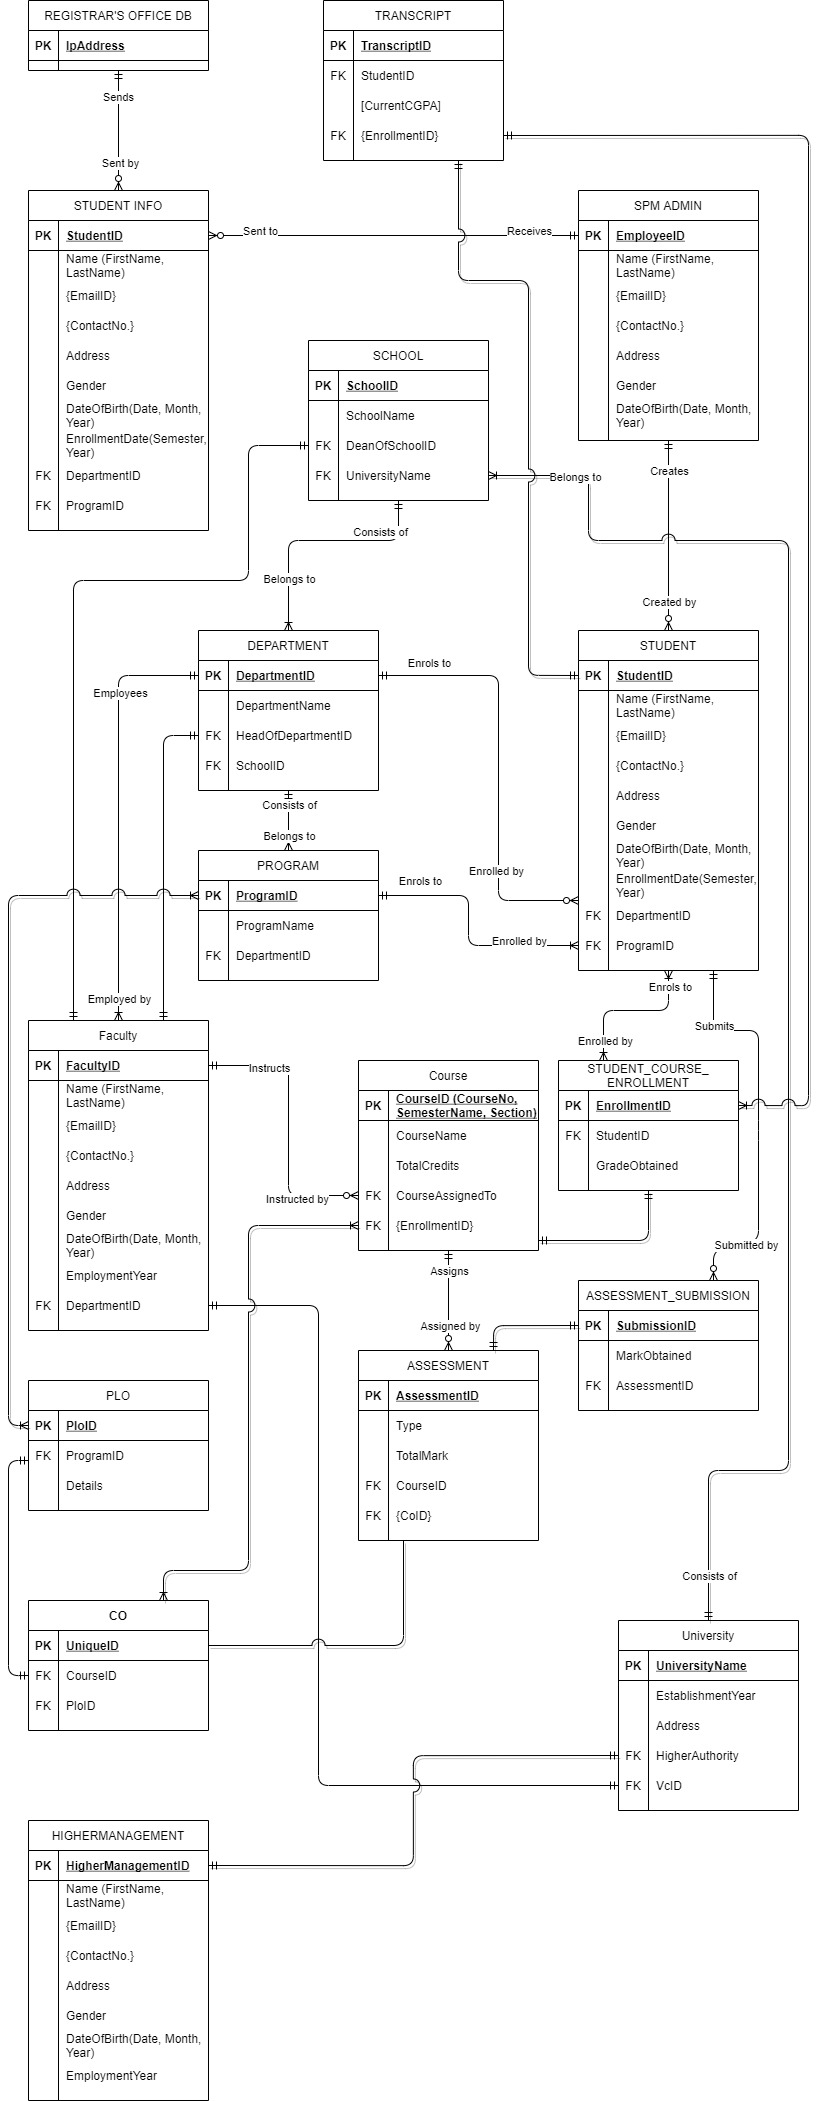 REGISTRAR'S OFFICE DB
PK IpAddress
Sends
Sent by
TRANSCRIPT
PK TranscriptID
FK StudentID
[CurrentCGPA]
FK {EnrollmentID}
STUDENT INFO
PK StudentID
Name (FirstName,
LastName)
{EmailID}
{ContactNo.}
Address
Gender
DateOfBirth(Date, Month,
Year)
EnrollmentDate(Semester,
Year)
FK DepartmentID
FK ProgramID
Sent to
Receives
SPM ADMIN
PK EmployeeID
Name (FirstName,
LastName)
{EmailID}
{ContactNo.}
Address
Gender
DateOfBirth(Date, Month,
Year)
Creates
Created by
SCHOOL
PK SchoolID
SchoolName
FK DeanOfSchoolID
FK UniversityName
Belongs to
Consists of
Belongs to
DEPARTMENT
PK DepartmentID
DepartmentName
FK HeadOfDepartmentID
FK SchoolID
Employees
Enrols to
Consists of
Belongs to
Enrolled by
STUDENT
PK StudentID
Name (FirstName,
LastName)
{EmailID}
{ContactNo.}
Address
Gender
DateOfBirth(Date, Month,
Year)
EnrollmentDate(Semester,
Year)
FK DepartmentID
FK ProgramID
PROGRAM
PK ProgramID
ProgramName
FK DepartmentID
Enrols to
Enrolled by
Employed by
Enrols to
Submits
Enrolled by
Faculty
PK FacultyID
Name (FirstName,
LastName)
{EmailID}
{ContactNo.}
Address
Gender
DateOfBirth(Date, Month,
Year)
EmploymentYear
FK DepartmentID
Instructs
Instructed by
Course
PK CourseID (CourseNo,
SemesterName, Section)
CourseName
TotalCredits
FK CourseAssignedTo
FK {EnrollmentID}
STUDENT_COURSE_
ENROLLMENT
PK EnrollmentID
FK StudentID
GradeObtained
Submitted by
Assigns
Assigned by
ASSESSMENT_SUBMISSION
PK SubmissionID
MarkObtained
FK AssessmentID
ASSESSMENT
PK AssessmentID
Type
TotalMark
FK CourseID
FK {CoID}
PLO
PK PloID
FK ProgramID
Details
CO
PK UniqueID
FK CourseID
FK PloID
Consists of
University
PK UniversityName
EstablishmentYear
Address
FK HigherAuthority
FK VcID
HIGHERMANAGEMENT
PK HigherManagementID
Name (FirstName,
LastName)
{EmailID}
{ContactNo.}
Address
Gender
DateOfBirth(Date, Month,
Year)
EmploymentYear